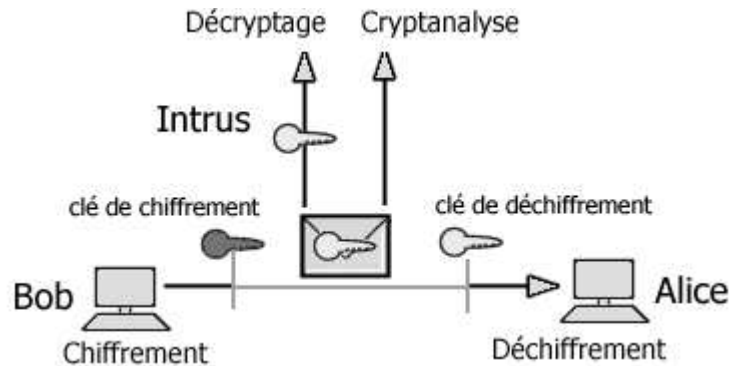 Décryptage Cryptanalyse
Intrus
clé de chiffrement clé de déchiffrement
Bob Alice
Chiffrement Déchiffrement